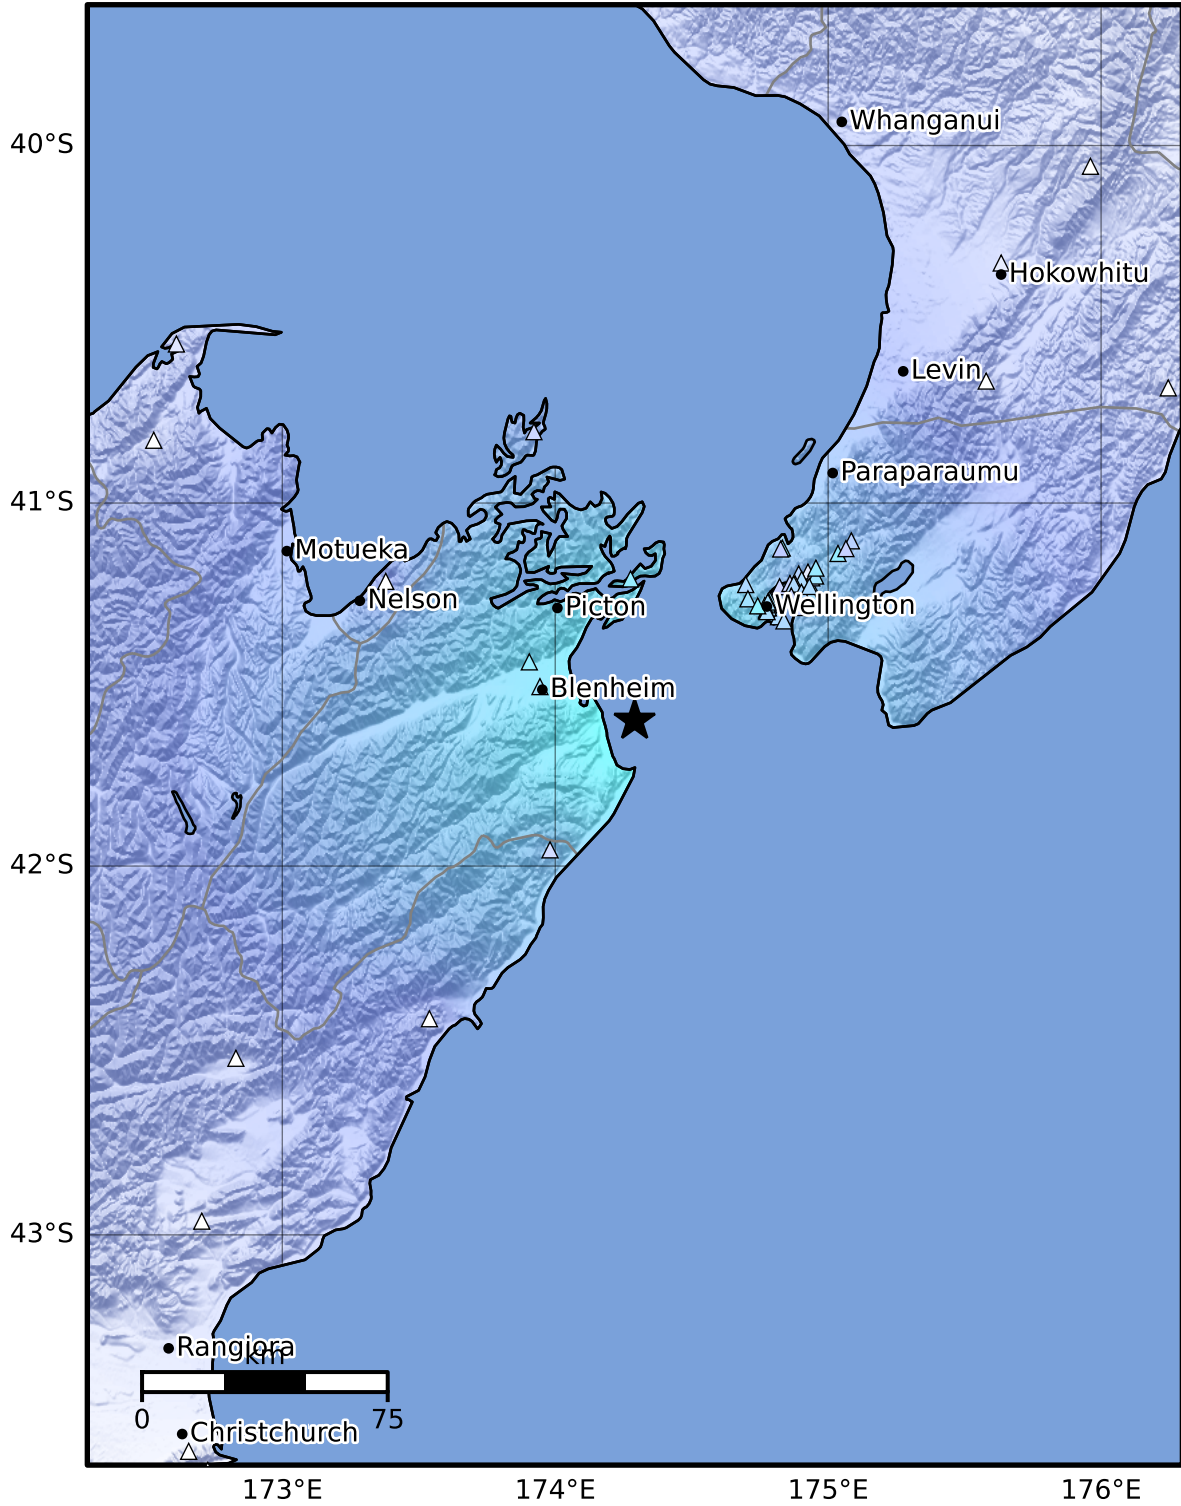 Whanganui
40°S
Hokowhitu
Levin
Paraparaumu
41°S
Motueka
Nelson
Picton
Wellington
Blenheim
42°S
43°S
Rangiora
km
0
75
Christchurch
173°E
174°E
175°E
176°E